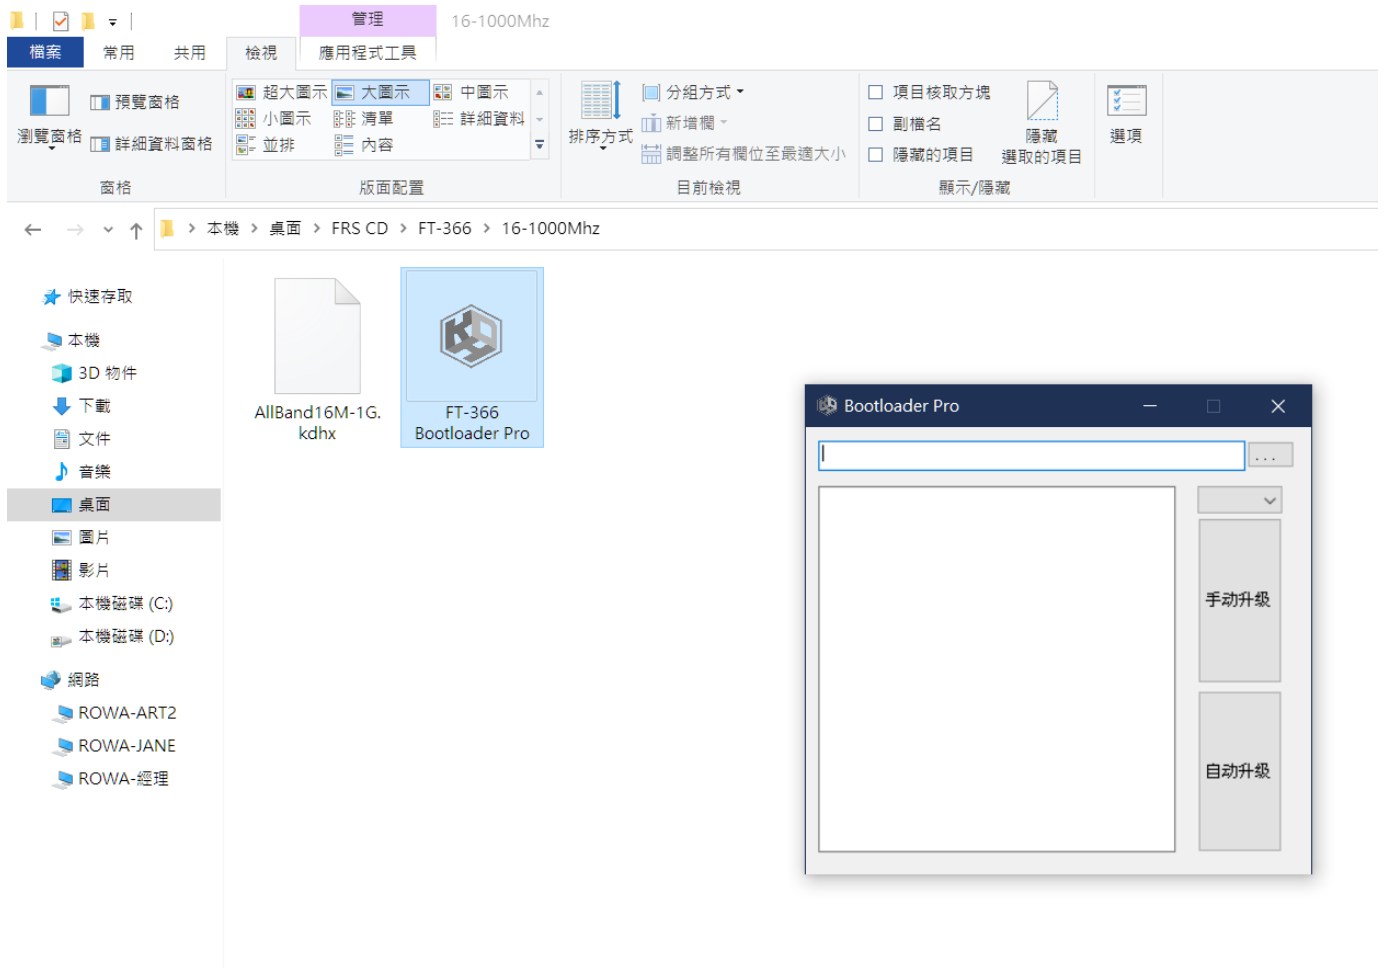 管理
16-1000Mhz
檔案 常用 共用 檢視 應用程式工具
瀏覽窗格
預覽窗格
詳細資料窗格
窗格
超大圖示 大圖示 中圖示
小圖示 清單 詳細資料
並排 內容
版面配置
排序方式
分組方式
新增欄
調整所有欄位至最適大小
目前檢視
項目核取方塊
副檔名
隱藏的項目
隱藏
選取的項目
顯示/隱藏
選項
本機 > 桌面 > FRS CD > FT-366 > 16-1000Mhz
快速存取
本機
3D 物件
下載
文件
音樂
桌面
圖片
影片
本機磁碟 (C:)
本機磁碟 (D:)
網路
ROWA-ART2
ROWA-JANE
ROWA-經理
AllBand16M-1G.
kdhx
KDH
FT-366
Bootloader Pro
Bootloader Pro
...
手动升级
自动升级